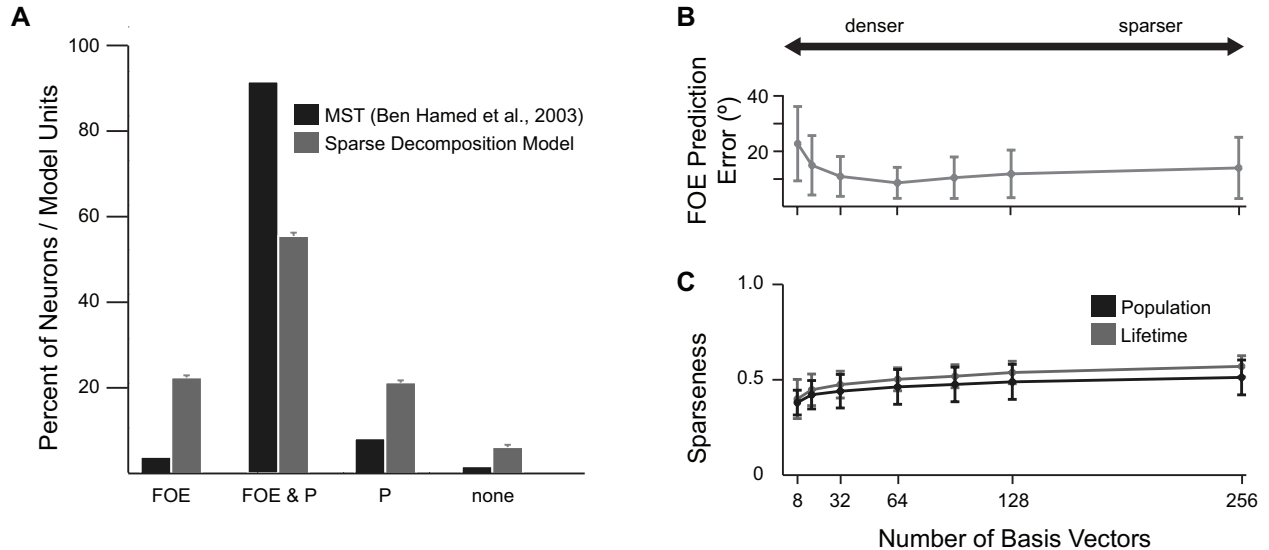 A
Percent of Neurons / Model Units
100
80
60
40
20
MST (Ben Hamed et al., 2003)
Sparse Decomposition Model
FOE
FOE & P
P
none
B
denser
sparser
FOE Prediction
Error (º)
40
20
C
Sparseness
1.0
0.5
0
Population
Lifetime
8
32
64
128
256
Number of Basis Vectors